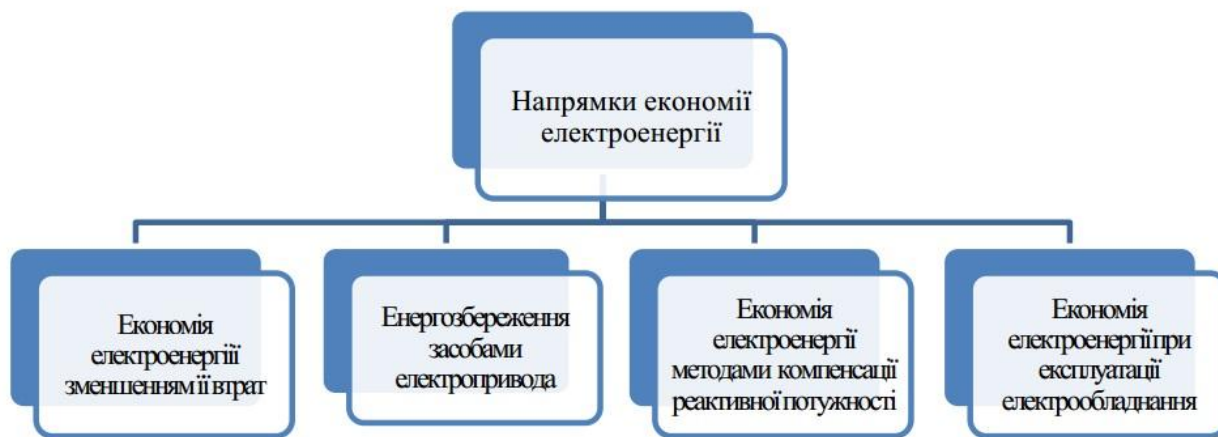 Напрямки економії
електроенергії
Економія
електроенергіії
зменшенням її втрат
Енергозбереження
засобами
електропривода
Економія
електроенергії
методами компенсації
реактивної потужності
Економія
електроенергії при
експлуатації
електрообладнання